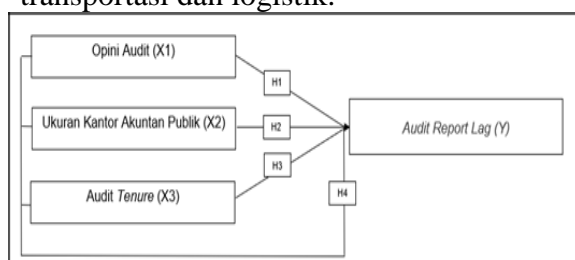 transportasi dan logistik.
Opini Audit (X1)
H1
Ukuran Kantor Akuntan Publik (X2)
H2
Audit Report Lag (Y)
H3
Audit Tenure (X3)
H4